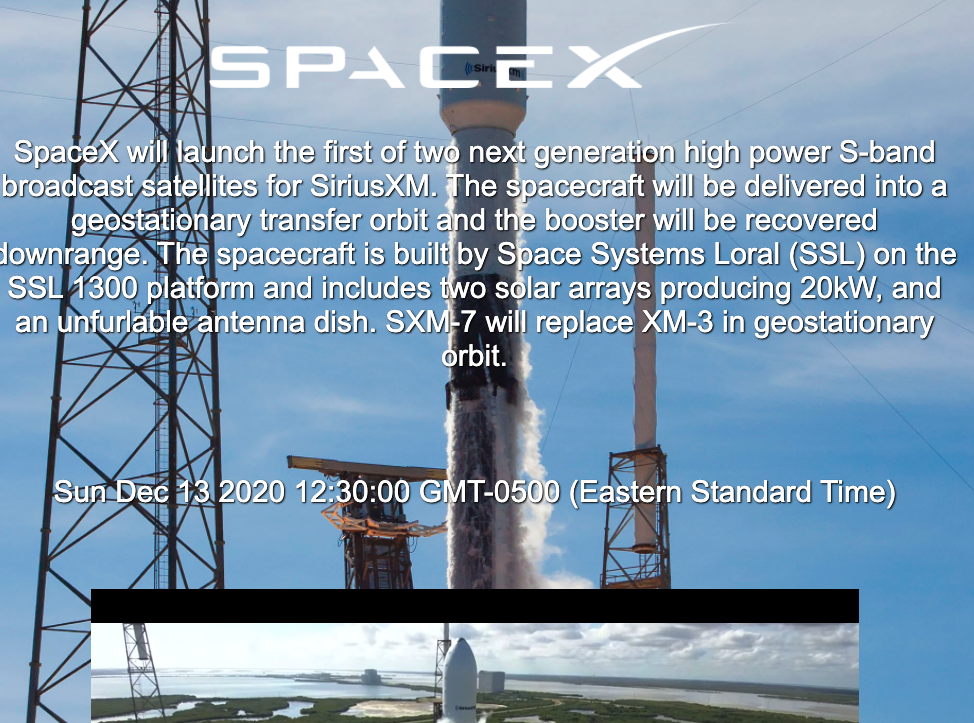 SPACEX
SiriusXM
SpaceX will launch the first of two next generation high power S-band
broadcast satellites for SiriusXM. The spacecraft will be delivered into a
geostationary transfer orbit and the booster will be recovered
downrange. The spacecraft is built by Space Systems Loral (SSL) on the
SSL 1300 platform and includes two solar arrays producing 20kW, and
an unfurlable antenna dish. SXM-7 will replace XM-3 in geostationary
orbit.
Sun Dec 13 2020 12:30:00 GMT-0500 (Eastern Standard Time)